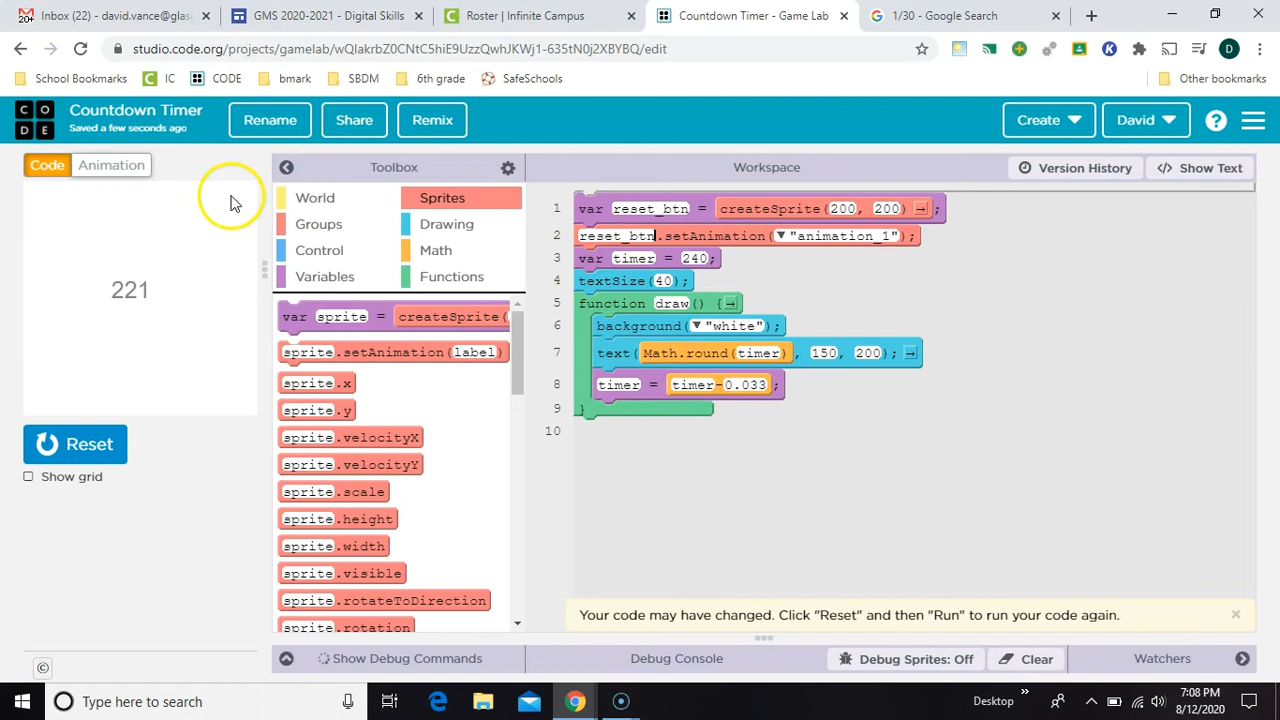 Inbox (22) - david.vance@glas
GMS 2020-2021 - Digital Skills
Roster | Infinite Campus
Countdown Timer - Game Lab
1/30 - Google Search
studio.code.org/projects/gamelab/wQlakrbZ0CNtC5hiE9UzzQwhJKWj1-635tN0j2XBYBQ/edit
School Bookmarks
IC
CODE
bmark
SBDM
6th grade
SafeSchools
Other bookmarks
C O
D E
Countdown Timer
Saved a few seconds ago
Rename
Share
Remix
Create
David
?
Code
Animation
Toolbox
Workspace
Version History
</> Show Text
World
Sprites
Groups
Drawing
Control
Math
Variables
Functions
221
Reset
Show grid
var sprite = createSprite(
sprite.setAnimation(label)
sprite.x
sprite.y
sprite.velocityX
sprite.velocityY
sprite.scale
sprite.height
sprite.width
sprite.visible
sprite.rotateToDirection
sprite.rotation
1 var reset_btn = createSprite(200, 200);
2 reset_btn.setAnimation("animation_1");
3 var timer = 240;
4 textSize(40);
5 function draw() {
6 background("white");
7 text(Math.round(timer), 150, 200);
8 timer = timer-0.033;
9 }
10
Your code may have changed. Click "Reset" and then "Run" to run your code again.
©
Show Debug Commands
Debug Console
Debug Sprites: Off
Clear
Watchers
Type here to search
Desktop
7:08 PM
8/12/2020